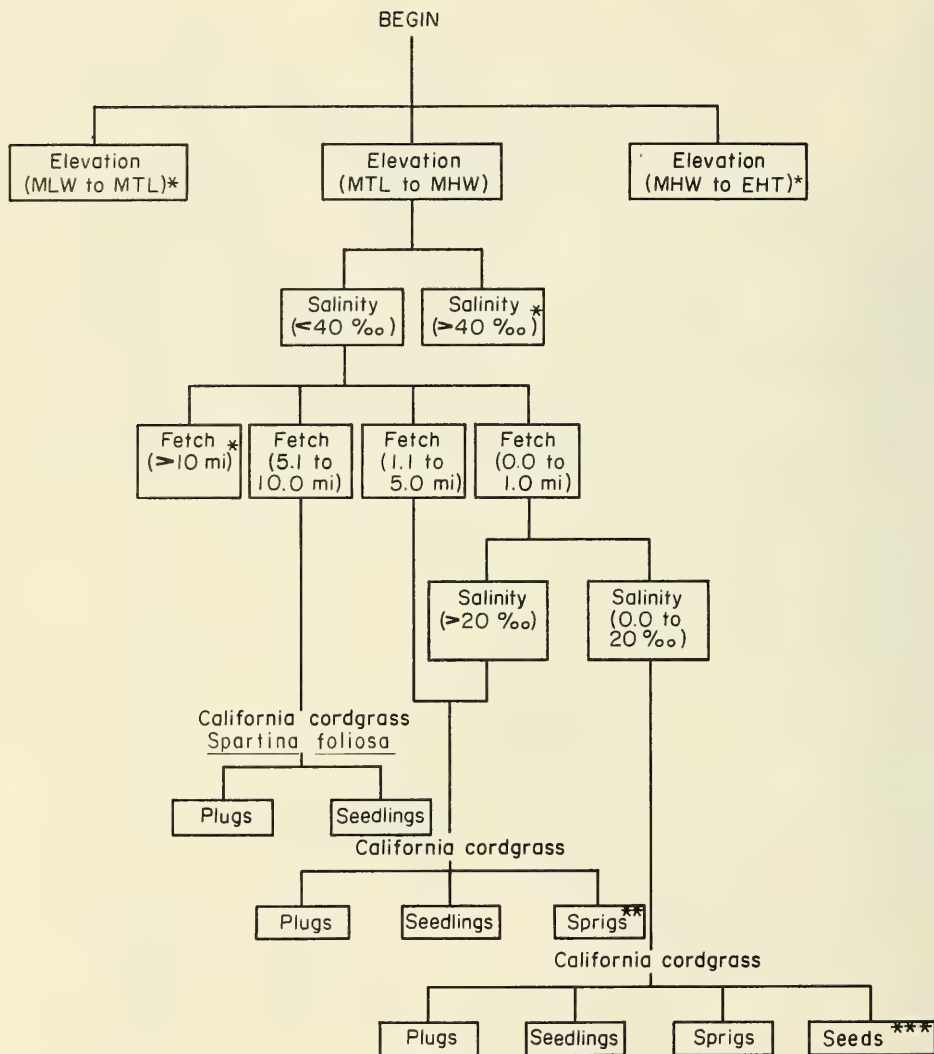 BEGIN
Elevation
(MLW to MTL)*
Elevation
(MTL to MHW)
Elevation
(MHW to EHT)*
Salinity
(<40 ‰)
Salinity *
(>40 ‰)
Fetch *
(>10 mi)
Fetch
(5.1 to
10.0 mi)
Fetch
(1.1 to
5.0 mi)
Fetch
(0.0 to
1.0 mi)
Salinity
(>20 ‰)
Salinity
(0.0 to
20 ‰)
California cordgrass
Spartina foliosa
Plugs
Seedlings
California cordgrass
Plugs
Seedlings
Sprigs**
California cordgrass
Plugs
Seedlings
Sprigs
Seeds ***